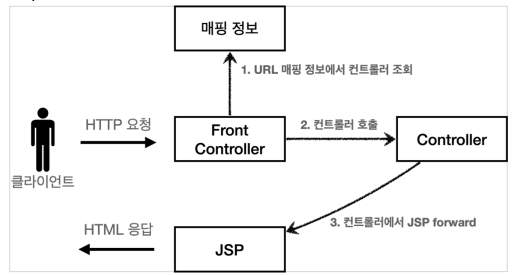 매핑 정보
1. URL 매핑 정보에서 컨트롤러 조회
HTTP 요청
Front
Controller
2. 컨트롤러 호출
Controller
클라이언트
3. 컨트롤러에서 JSP forward
HTML 응답
JSP